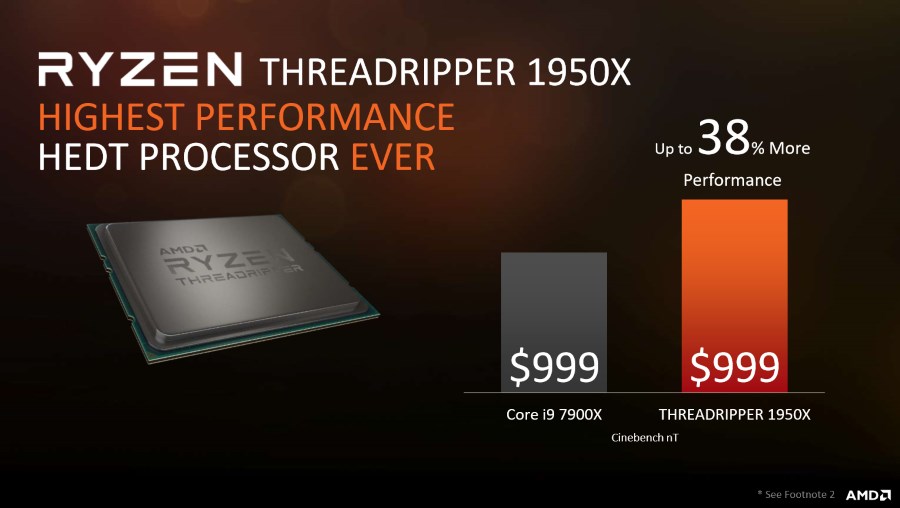 RYZEN THREADRIPPER 1950X
HIGHEST PERFORMANCE
HEDT PROCESSOR EVER
Up to 38% More
Performance
AMD
RYZEN
THREADRIPPER
$999
$999
Core i9 7900X
THREADRIPPER 1950X
Cinebench nT
* See Footnote 2
AMD